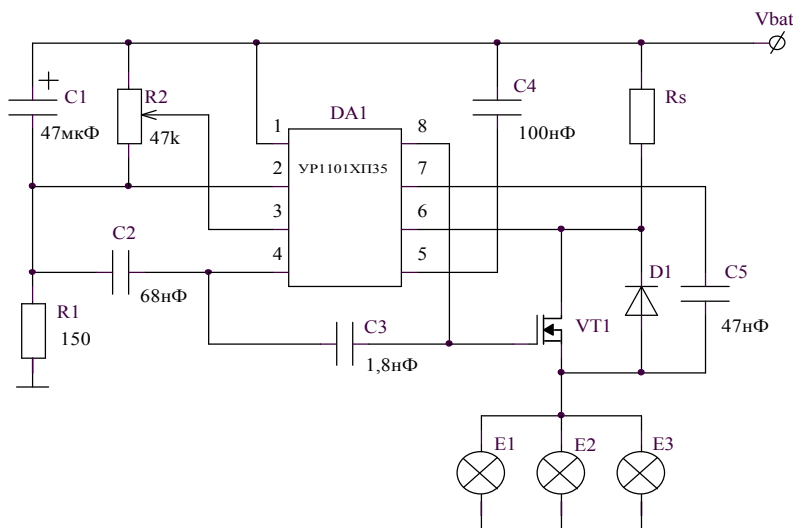 Vbat
+
C1
47мкФ
R2
47k
DA1
C4
100нФ
Rs
1
8
УР1101ХП35
2
7
3
6
4
5
C2
68нФ
D1
C5
47нФ
R1
150
C3
1,8нФ
VT1
E1
E2
E3